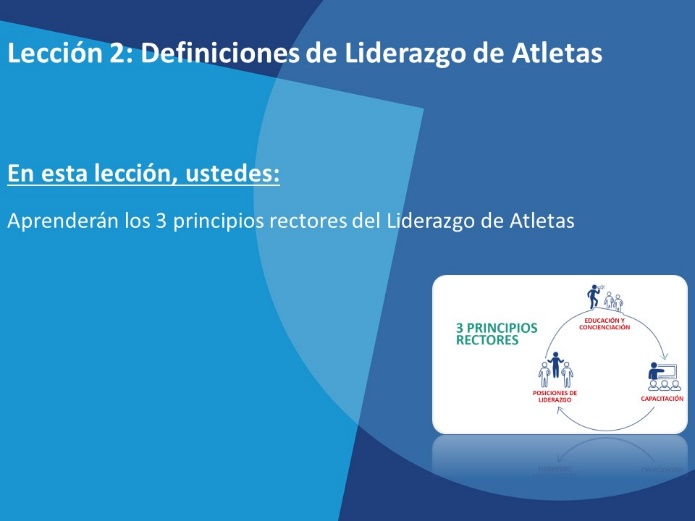 Lección 2: Definiciones de Liderazgo de Atletas
En esta lección, ustedes:
Aprenderán los 3 principios rectores del Liderazgo de Atletas
3 PRINCIPIOS
RECTORES
EDUCACIÓN Y
CONCIENCIACIÓN
POSICIONES DE
LIDERAZGO
CAPACITACIÓN